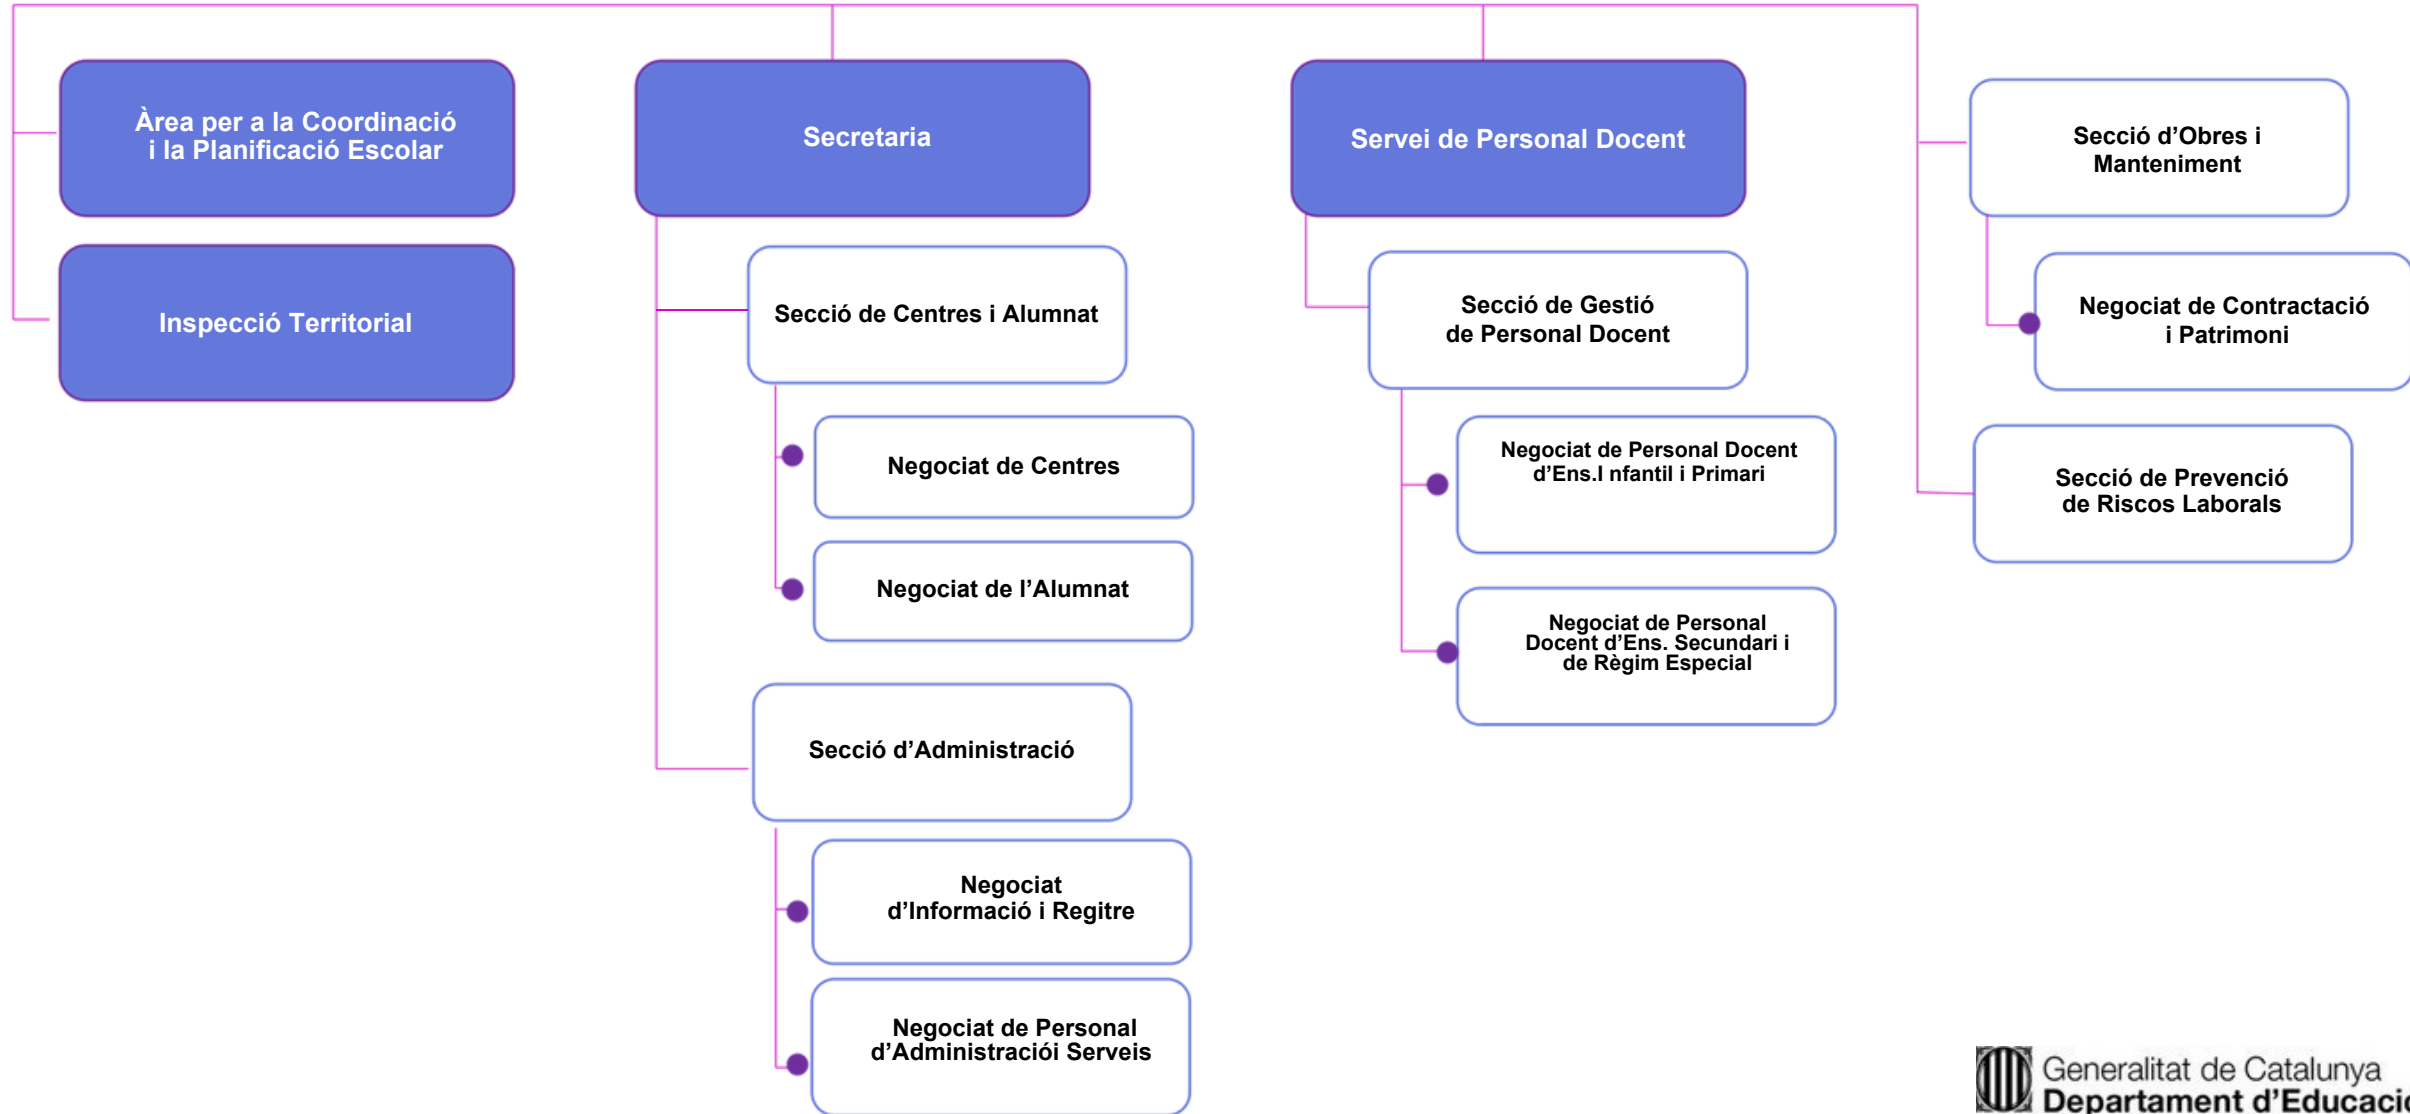 Àrea per a la Coordinació
i la Planificació Escolar
Inspecció Territorial
Secretaria
Secció de Centres i Alumnat
Negociat de Centres
Negociat de l’Alumnat
Secció d’Administració
Negociat
d’Informació i Regitre
Negociat de Personal
d’Administraciói Serveis
Servei de Personal Docent
Secció de Gestió
de Personal Docent
Negociat de Personal Docent
d’Ens.I nfantil i Primari
Negociat de Personal
Docent d’Ens. Secundari i
de Règim Especial
Secció d’Obres i
Manteniment
Negociat de Contractació
i Patrimoni
Secció de Prevenció
de Riscos Laborals
Generalitat de Catalunya
Departament d’Educació